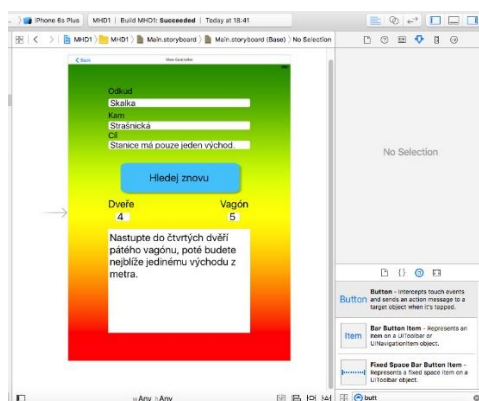 iPhone 6s Plus MHD1 | Build MHD1: Succeeded | Today at 18:41
MHD1 MHD1 Main.storyboard Main.storyboard (Base) No Selection
Back View Controller
Odkud
Skalka
Kam
Strašnická
Cíl
Stanice má pouze jeden východ.
Hledej znovu
Dveře Vagón
4 5
Nastupte do čtvrtých dvěří
pátého vagónu, poté budete
nejblíže jedinému východu z
metra.
No Selection
Button Button - Intercepts touch events
and sends an action message to a
target object when it's tapped.
Item Bar Button Item - Represents an
item on a UIToolbar or
UINavigationItem object.
Fixed Space Bar Button Item -
Represents a fixed space item on a
UIToolbar object.
wAny hAny butt